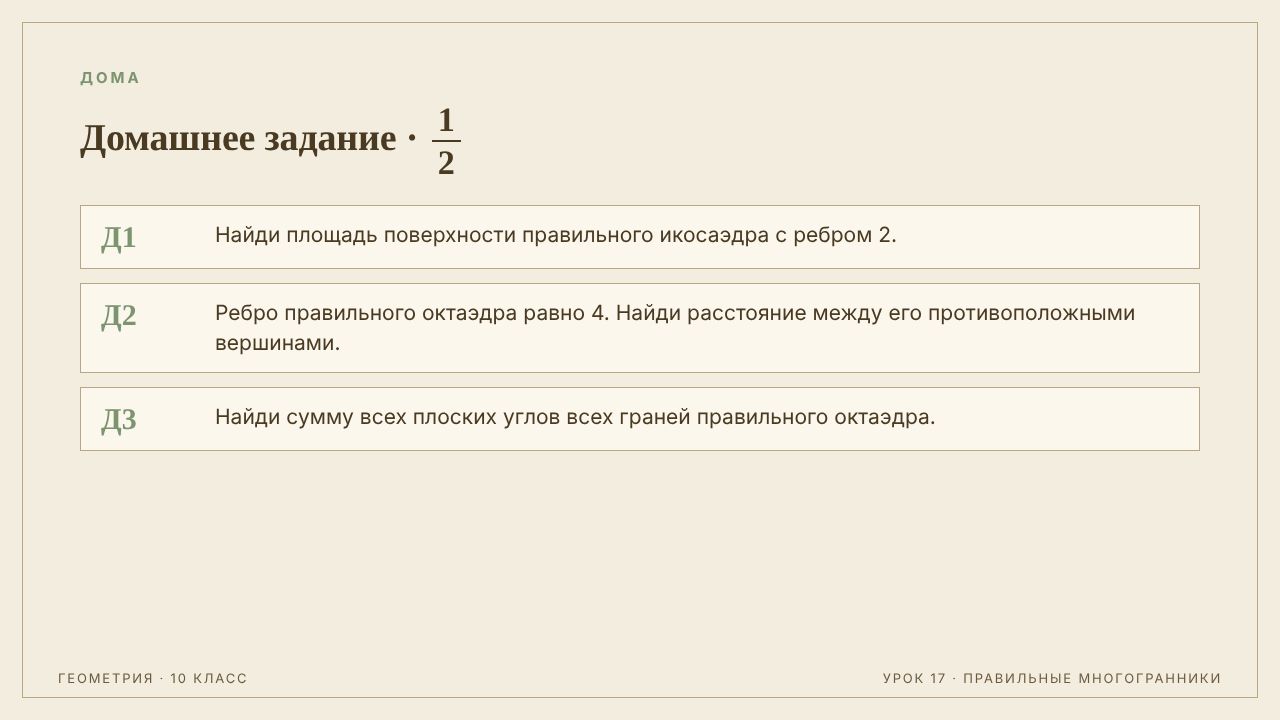 ДОМА
Домашнее задание · 1/2
Д1 Найди площадь поверхности правильного икосаэдра с ребром 2.
Д2 Ребро правильного октаэдра равно 4. Найди расстояние между его противоположными
вершинами.
Д3 Найди сумму всех плоских углов всех граней правильного октаэдра.
ГЕОМЕТРИЯ · 10 КЛАСС
УРОК 17 · ПРАВИЛЬНЫЕ МНОГОГРАННИКИ